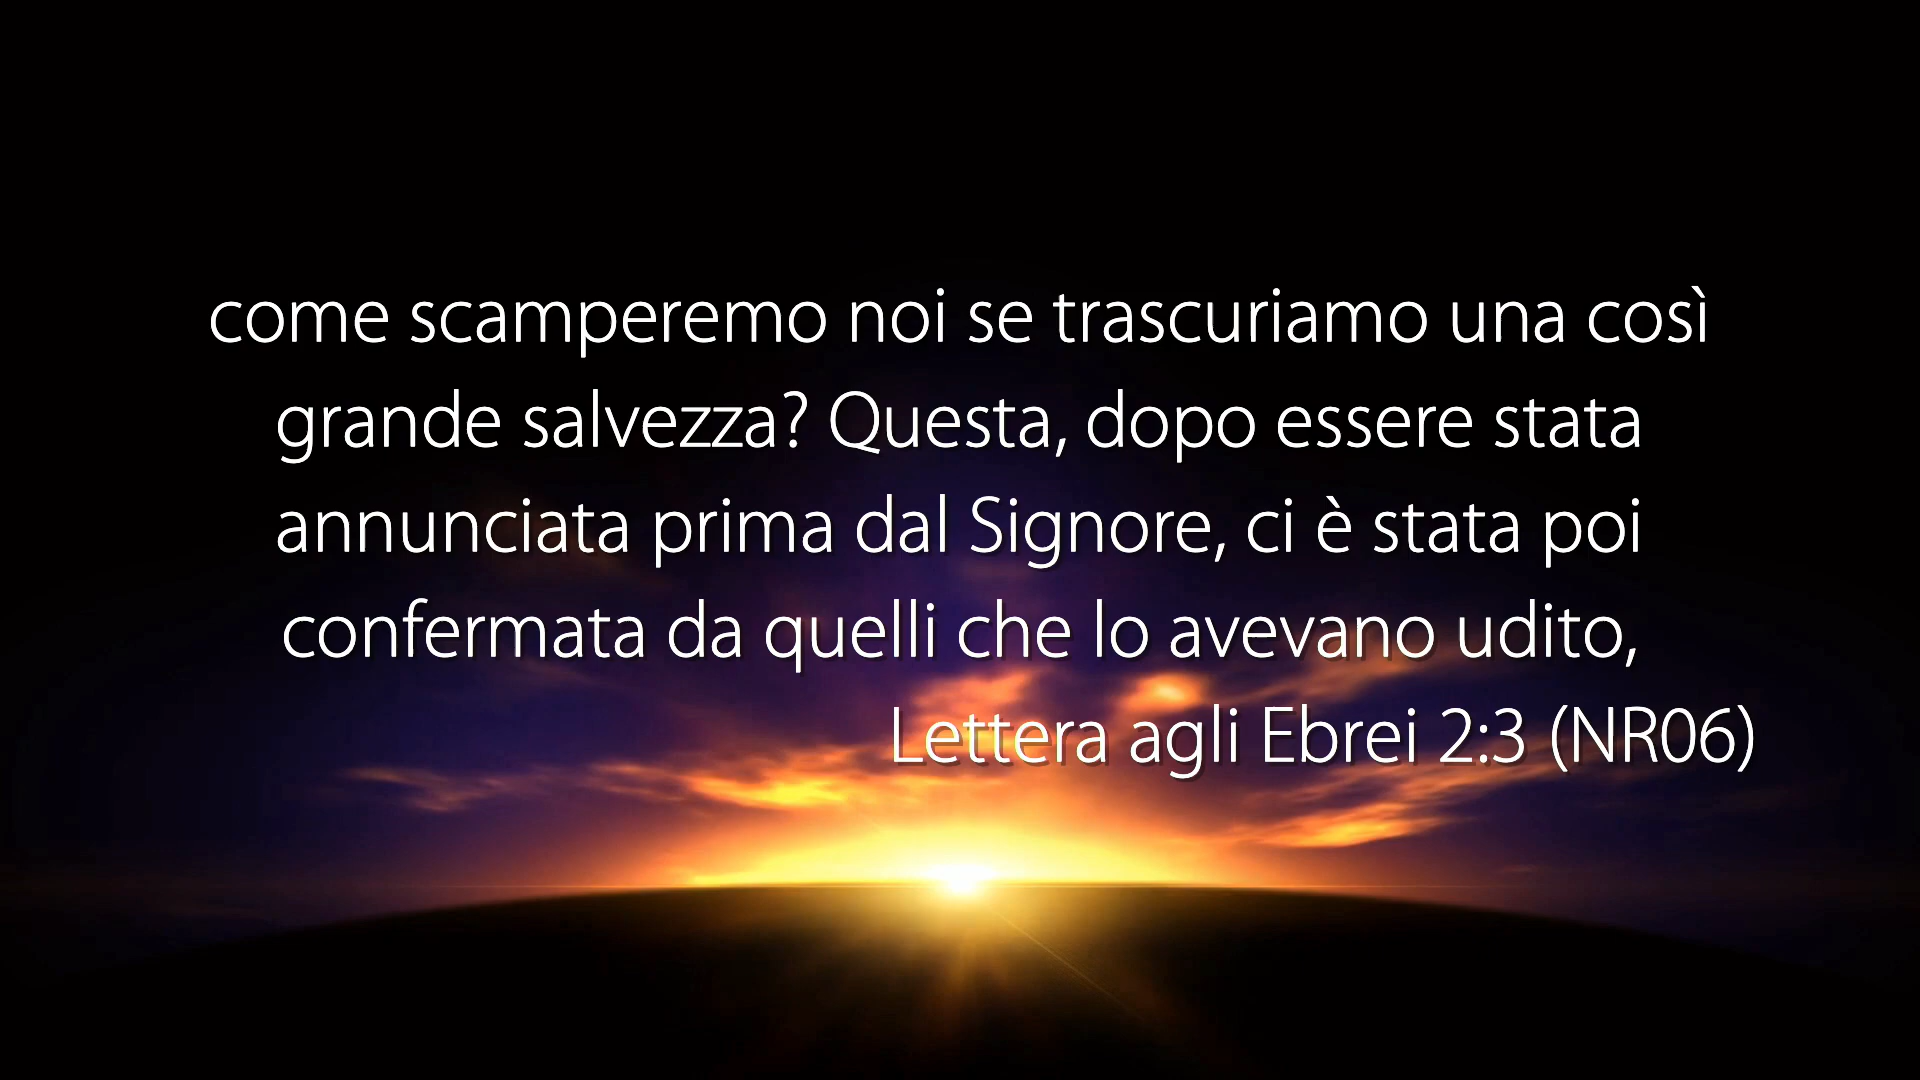 come scamperemo noi se trascuriamo una così
grande salvezza? Questa, dopo essere stata
annunciata prima dal Signore, ci è stata poi
confermata da quelli che lo avevano udito,
Lettera agli Ebrei 2:3 (NR06)